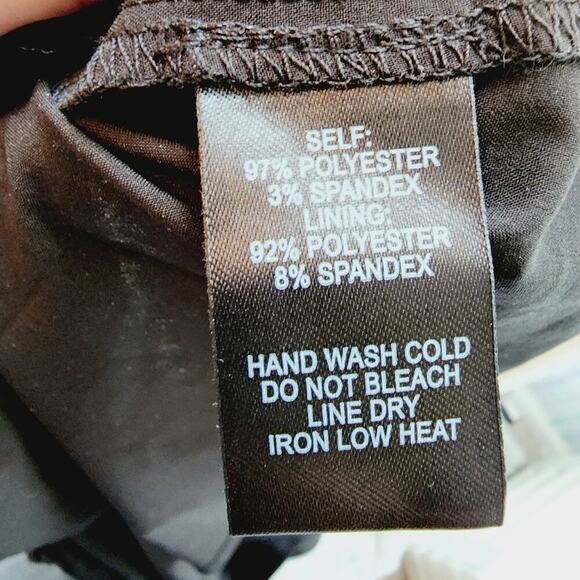 SELF:
97% POLYESTER
3% SPANDEX
LINING:
92% POLYESTER
8% SPANDEX
HAND WASH COLD
DO NOT BLEACH
LINE DRY
IRON LOW HEAT